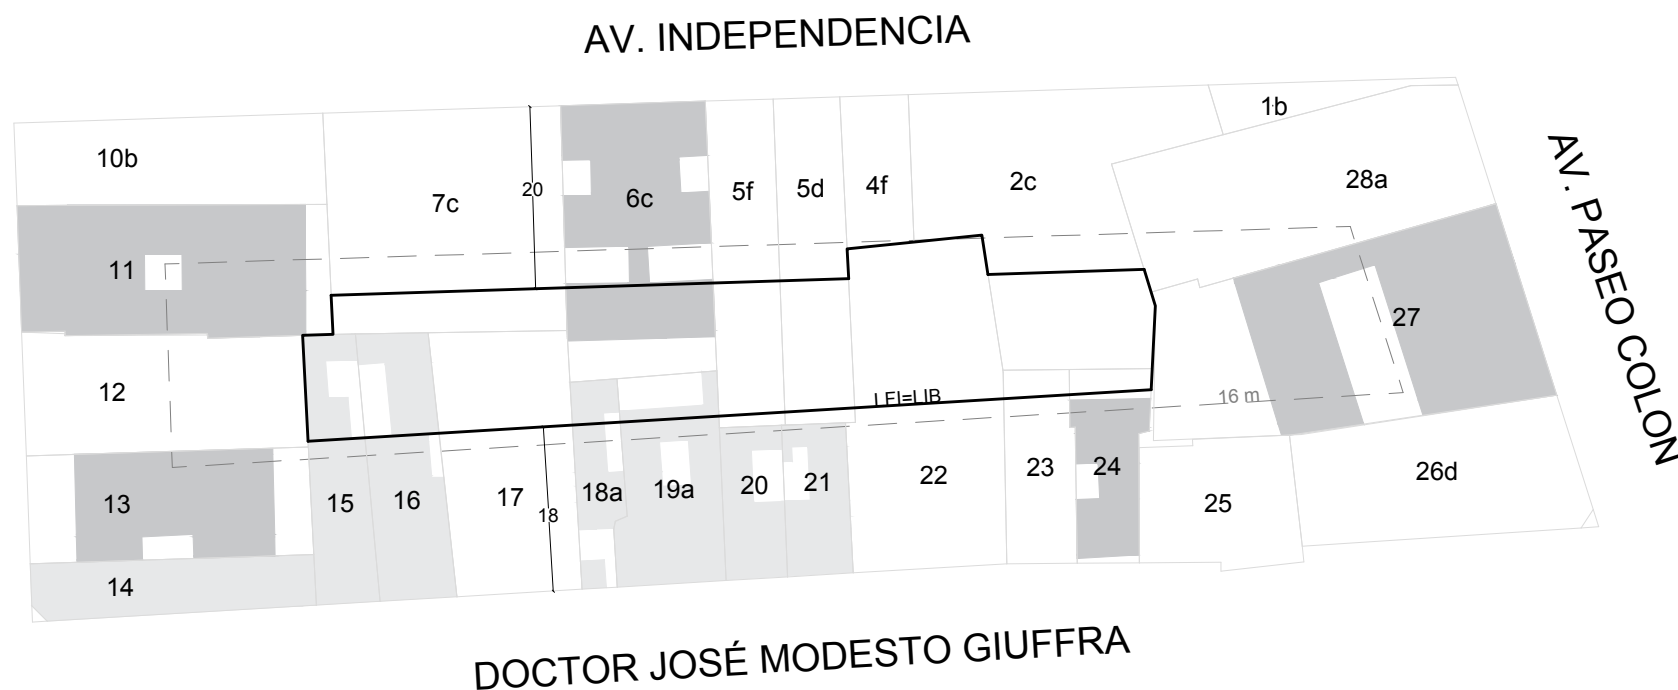 AV. INDEPENDENCIA
1b
10b
28a
7c
20
6c
5f
5d
4f
2c
AV. PASEO COLON
11
27
12
LFI=LIB
16 m
13
15
16
17
18
18a
19a
20
21
22
23
24
25
26d
14
DOCTOR JOSÉ MODESTO GIUFFRA